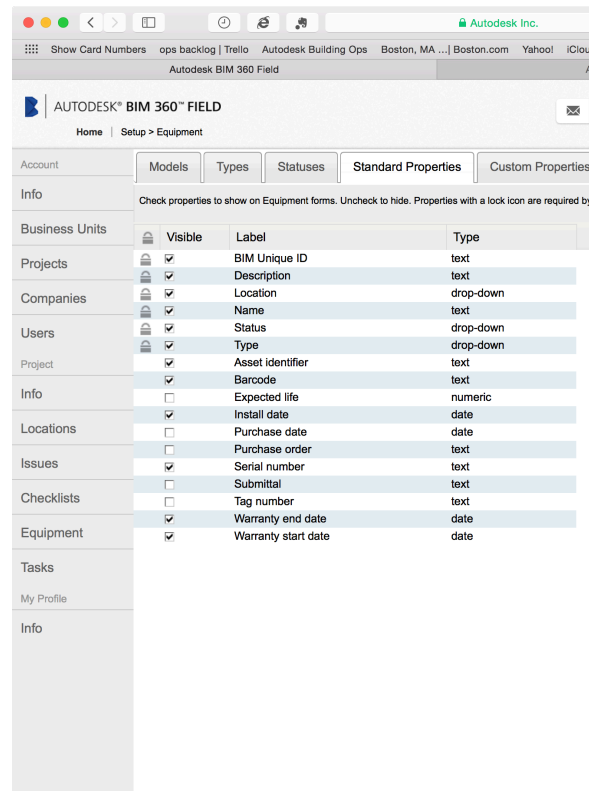 Autodesk Inc.
Show Card Numbers ops backlog | Trello Autodesk Building Ops Boston, MA ...| Boston.com Yahoo! iClou
Autodesk BIM 360 Field A
AUTODESK® BIM 360™ FIELD
Home | Setup > Equipment
Account
Models Types Statuses Standard Properties Custom Properties
Info
Check properties to show on Equipment forms. Uncheck to hide. Properties with a lock icon are required by
Business Units
Visible Label Type
BIM Unique ID text
Projects
Description text
Location drop-down
Companies
Name text
Status drop-down
Users
Type drop-down
Project
Asset identifier text
Barcode text
Info
Expected life numeric
Install date date
Locations
Purchase date date
Purchase order text
Issues
Serial number text
Submittal text
Checklists
Tag number text
Warranty end date date
Equipment
Warranty start date date
Tasks
My Profile
Info